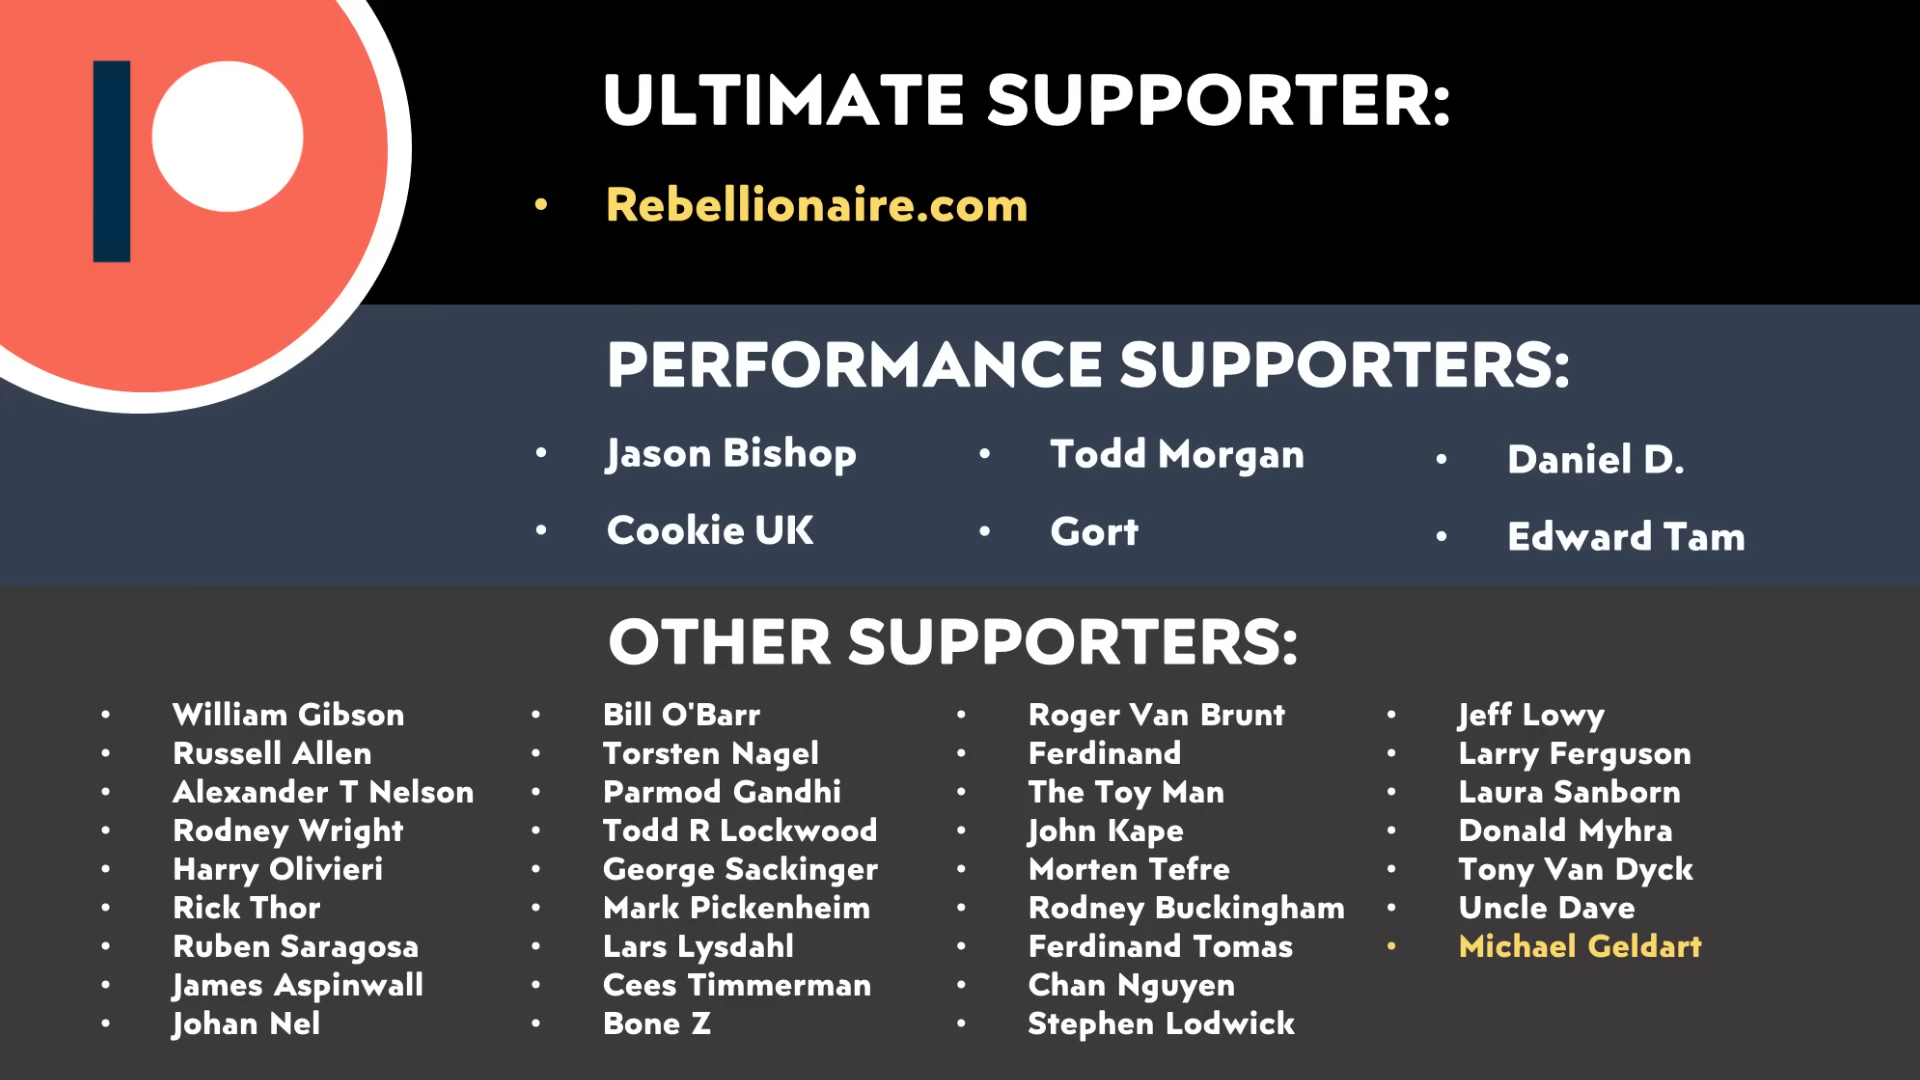 ULTIMATE SUPPORTER:
• Rebellionaire.com
PERFORMANCE SUPPORTERS:
• Jason Bishop
• Cookie UK
• Todd Morgan
• Gort
• Daniel D.
• Edward Tam
OTHER SUPPORTERS:
• William Gibson
• Russell Allen
• Alexander T Nelson
• Rodney Wright
• Harry Olivieri
• Rick Thor
• Ruben Saragosa
• James Aspinwall
• Johan Nel
• Bill O'Barr
• Torsten Nagel
• Parmod Gandhi
• Todd R Lockwood
• George Sackinger
• Mark Pickenheim
• Lars Lysdahl
• Cees Timmerman
• Bone Z
• Roger Van Brunt
• Ferdinand
• The Toy Man
• John Kape
• Morten Tefre
• Rodney Buckingham
• Ferdinand Tomas
• Chan Nguyen
• Stephen Lodwick
• Jeff Lowy
• Larry Ferguson
• Laura Sanborn
• Donald Myhra
• Tony Van Dyck
• Uncle Dave
• Michael Geldart